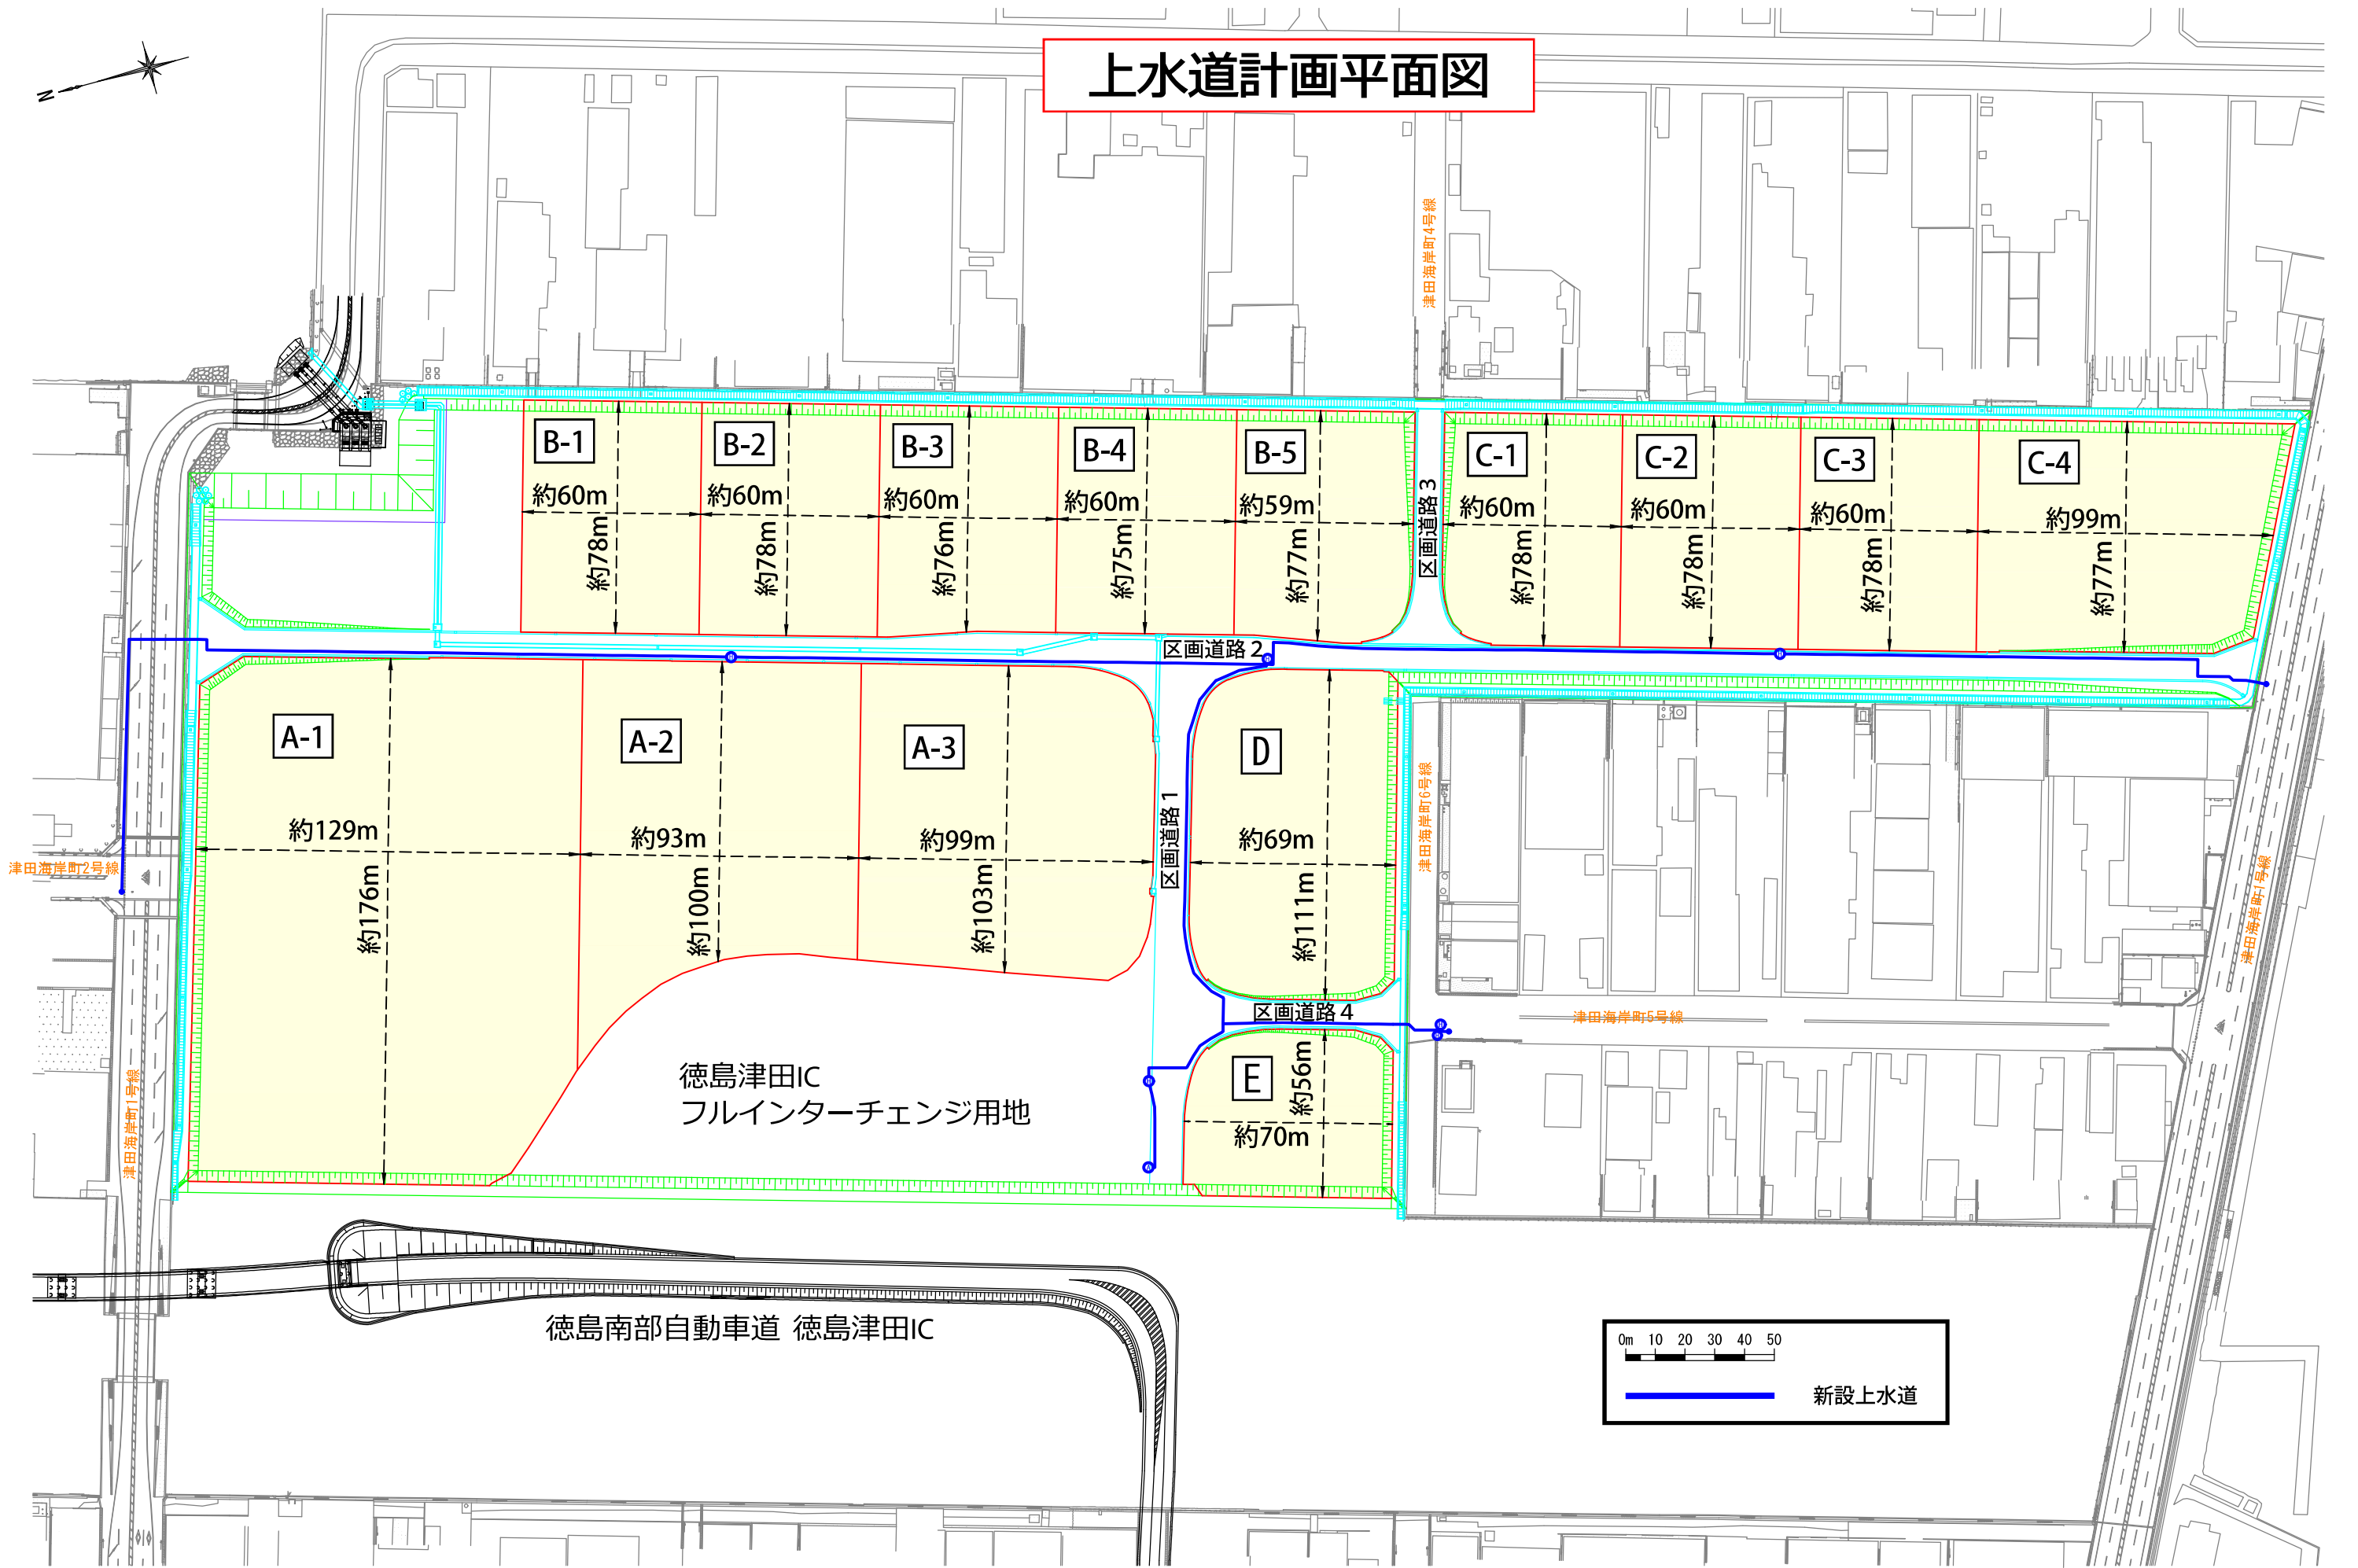 上水道計画平面図
N
津田海岸町4号線
B-1
B-2
B-3
B-4
B-5
C-1
C-2
C-3
C-4
約60m
約60m
約60m
約60m
約59m
約60m
約60m
約60m
約99m
約78m
約78m
約76m
約75m
約77m
区画道路3
約78m
約78m
約78m
約77m
区画道路2
A-1
A-2
A-3
D
約129m
約93m
約99m
約69m
約176m
約100m
約103m
区画道路1
約111m
津田海岸町6号線
津田海岸町2号線
津田海岸町1号線
区画道路4
津田海岸町5号線
E
約56m
約70m
徳島津田IC
フルインターチェンジ用地
津田海岸町1号線
徳島南部自動車道 徳島津田IC
0m 10 20 30 40 50
新設上水道